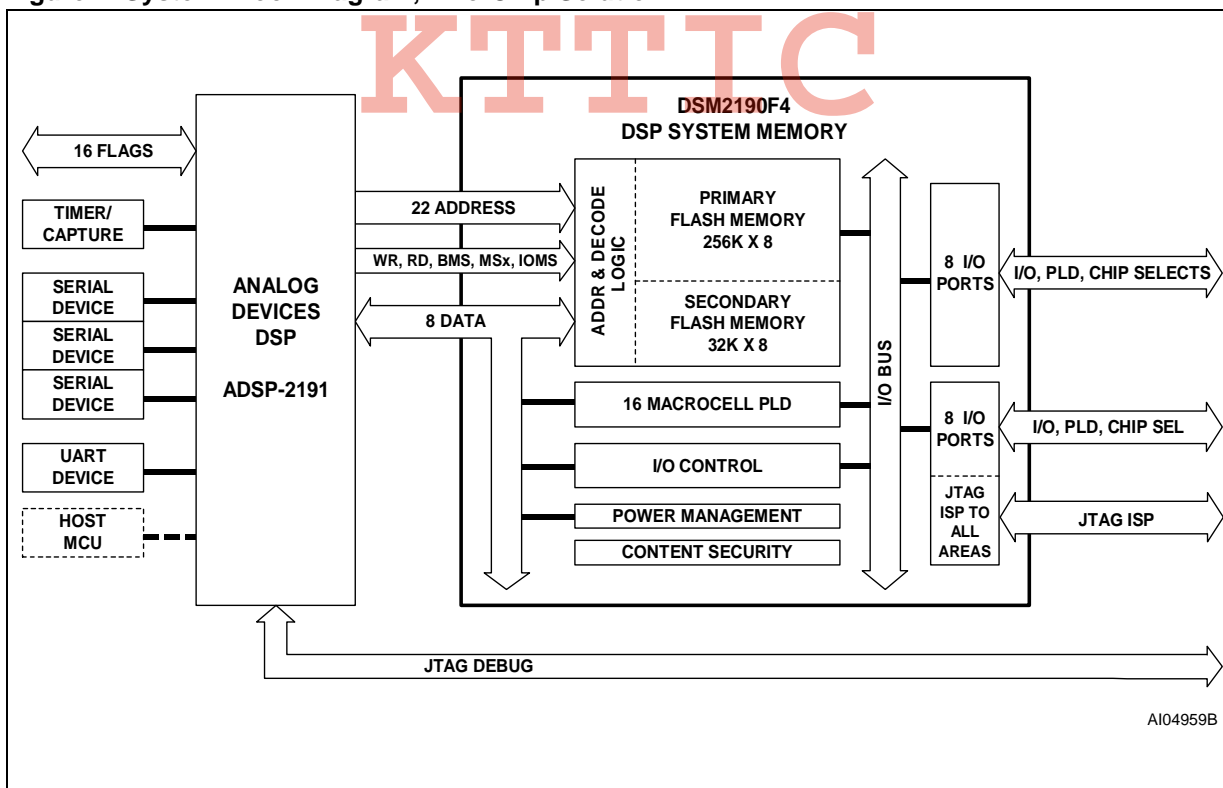 KTTIC
DSM2190F4
DSP SYSTEM MEMORY
16 FLAGS
TIMER/
CAPTURE
SERIAL
DEVICE
SERIAL
DEVICE
SERIAL
DEVICE
UART
DEVICE
HOST
MCU
ANALOG
DEVICES
DSP
ADSP-2191
22 ADDRESS
WR, RD, BMS, MSx, IOMS
8 DATA
ADDR & DECODE
LOGIC
PRIMARY
FLASH MEMORY
256K X 8
SECONDARY
FLASH MEMORY
32K X 8
16 MACROCELL PLD
I/O CONTROL
POWER MANAGEMENT
CONTENT SECURITY
I/O BUS
8 I/O
PORTS
I/O, PLD, CHIP SELECTS
8 I/O
PORTS
I/O, PLD, CHIP SEL
JTAG
ISP TO
ALL
AREAS
JTAG ISP
JTAG DEBUG
AI04959B